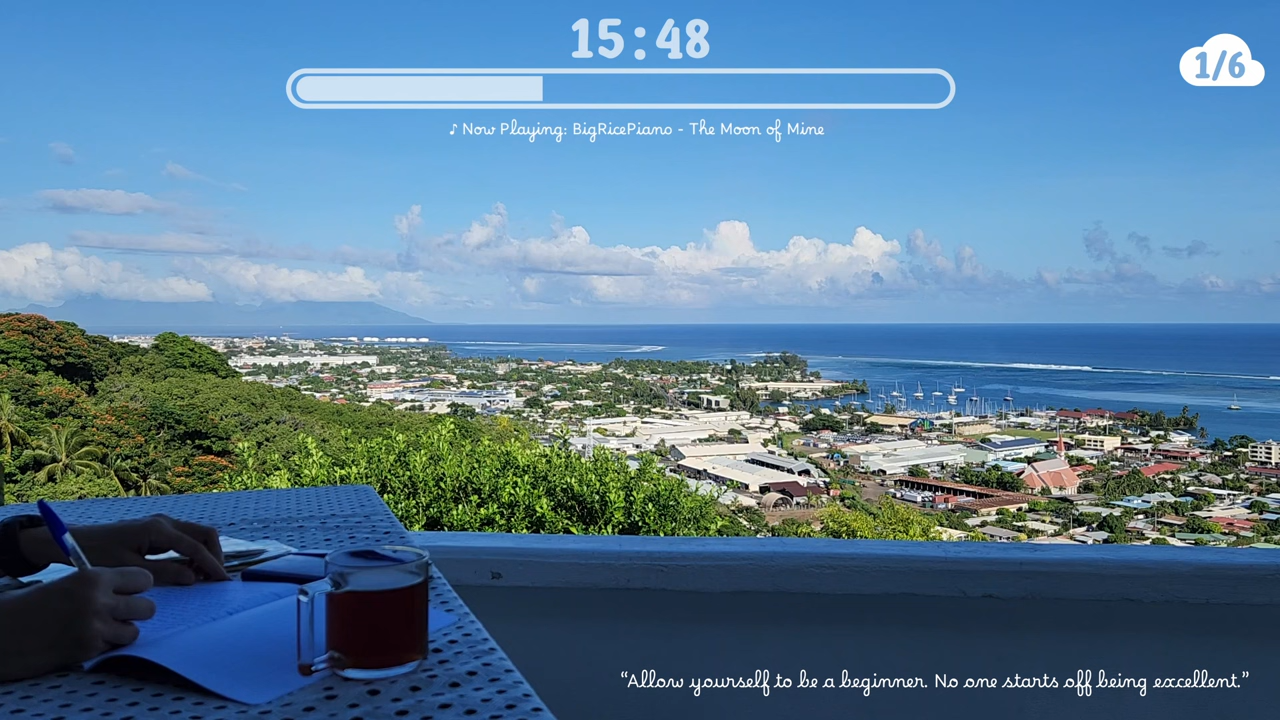 15:48
1/6
♪ Now Playing: BigRicePiano - The Moon of Mine
“Allow yourself to be a beginner. No one starts off being excellent.”